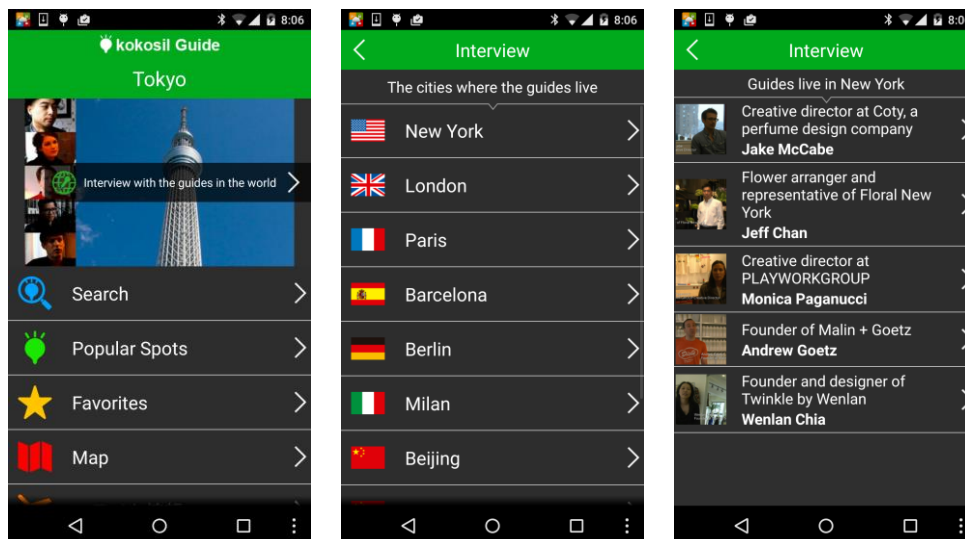 8:06
kokosil Guide
Tokyo
Interview with the guides in the world
Search
Popular Spots
Favorites
Map
8:06
Interview
The cities where the guides live
New York
London
Paris
Barcelona
Berlin
Milan
Beijing
8:0
Interview
Guides live in New York
Creative director at Coty, a
perfume design company
Jake McCabe
Flower arranger and
representative of Floral New
York
Jeff Chan
Creative director at
PLAYWORKGROUP
Monica Paganucci
Founder of Malin + Goetz
Andrew Goetz
Founder and designer of
Twinkle by Wenlan
Wenlan Chia